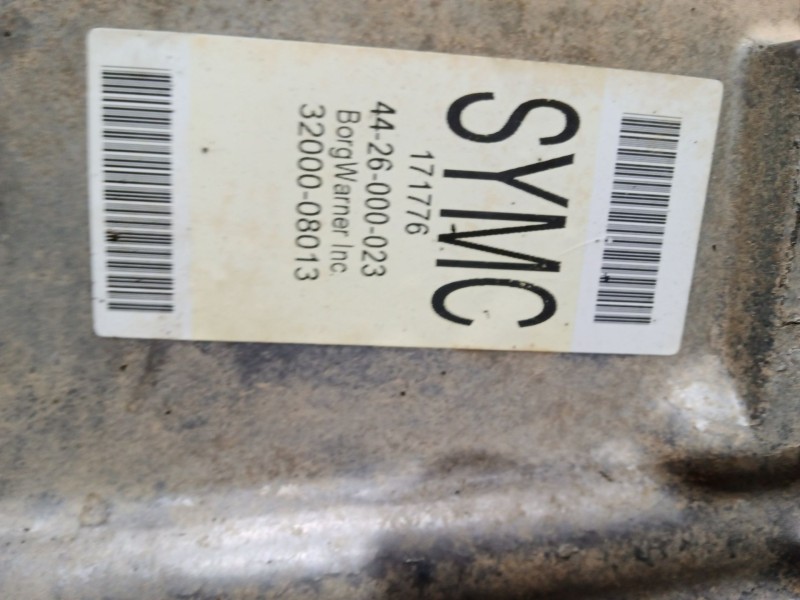 SYMC
171776
44-26-000-023
BorgWarner Inc.
32000-08013